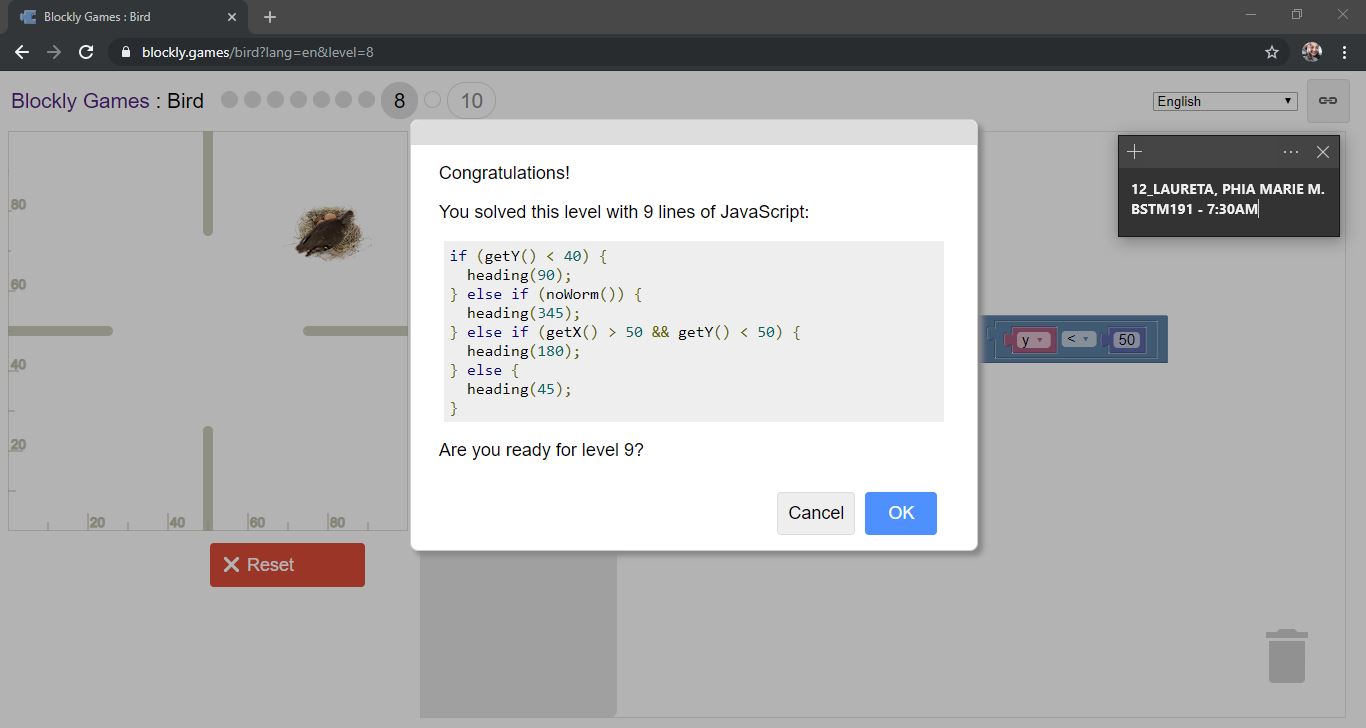 Blockly Games : Bird
blockly.games/bird?lang=en&level=8
Blockly Games : Bird 8 10
English
12_LAURETA, PHIA MARIE M.
BSTM191 - 7:30AM
80
60
40
20
20 40 60 80
Reset
Congratulations!
You solved this level with 9 lines of JavaScript:
if (getY() < 40) {
  heading(90);
} else if (noWorm()) {
  heading(345);
} else if (getX() > 50 && getY() < 50) {
  heading(180);
} else {
  heading(45);
}
Are you ready for level 9?
Cancel OK
y < 50